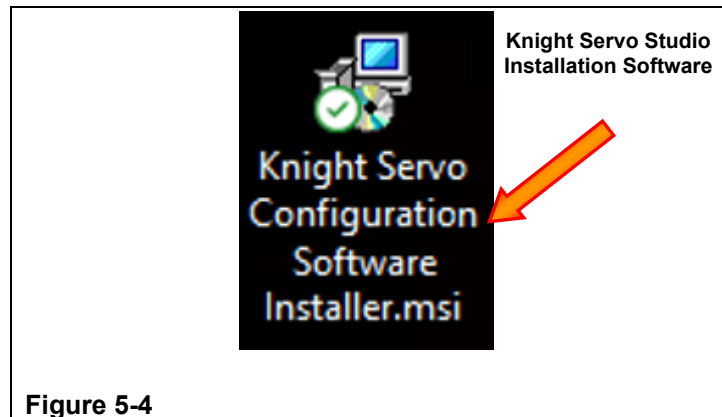 Knight Servo Studio
Installation Software
Knight Servo
Configuration
Software
Installer.msi
Figure 5-4